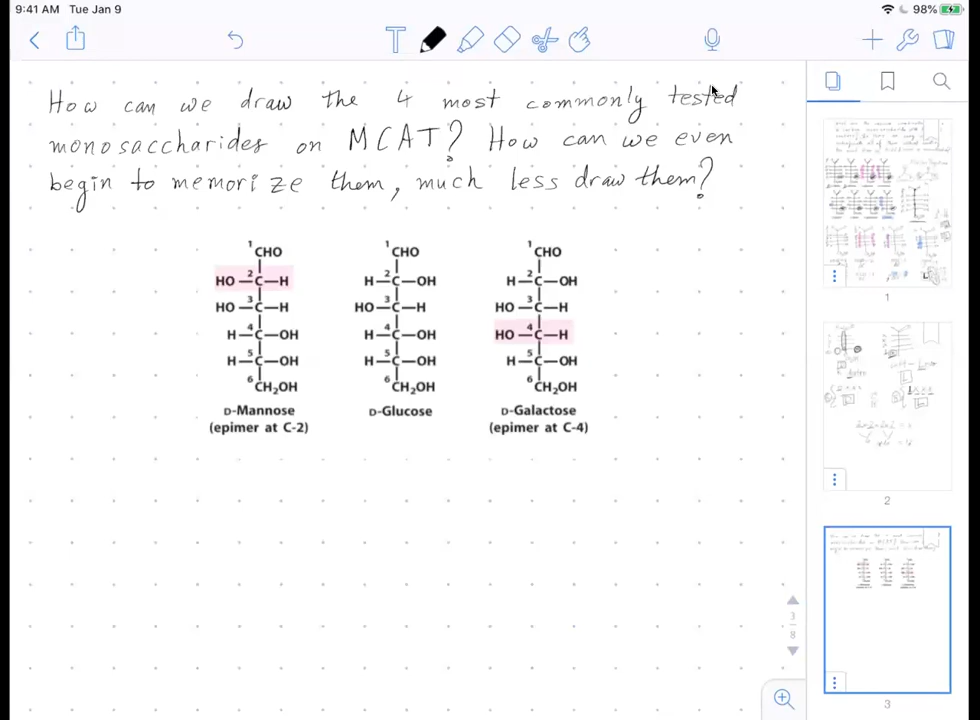 9:41 AM Tue Jan 9
98%
How can we draw the 4 most commonly tested
monosaccharides on MCAT? How can we even
begin to memorize them, much less draw them?
1CHO 1CHO 1CHO
HO 2C H H 2C OH H 2C OH
HO 3C H HO 3C H HO 3C H
H 4C OH H 4C OH HO 4C H
H 5C OH H 5C OH H 5C OH
6CH2OH 6CH2OH 6CH2OH
D-Mannose D-Glucose D-Galactose
(epimer at C-2) (epimer at C-4)
1
2
3
8
3